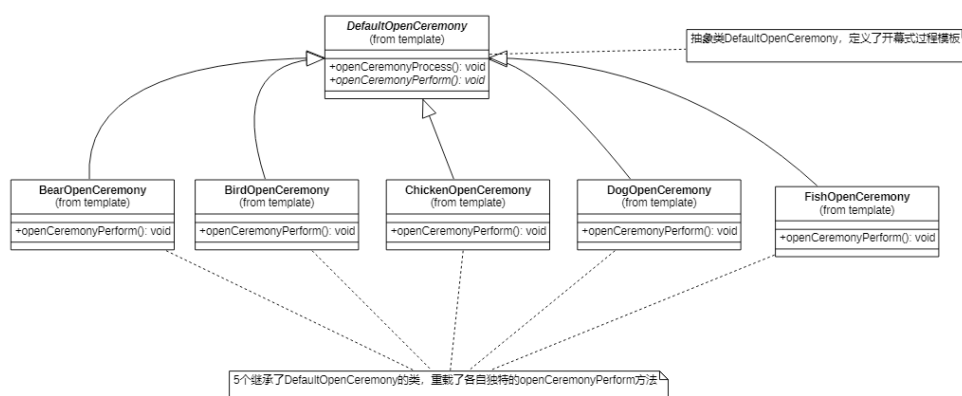 DefaultOpenCeremony
(from template)
+openCeremonyProcess(): void
+openCeremonyPerform(): void
抽象类DefaultOpenCeremony，定义了开幕式过程模板
BearOpenCeremony
(from template)
+openCeremonyPerform(): void
BirdOpenCeremony
(from template)
+openCeremonyPerform(): void
ChickenOpenCeremony
(from template)
+openCeremonyPerform(): void
DogOpenCeremony
(from template)
+openCeremonyPerform(): void
FishOpenCeremony
(from template)
+openCeremonyPerform(): void
5个继承了DefaultOpenCeremony的类，重载了各自独特的openCeremonyPerform方法